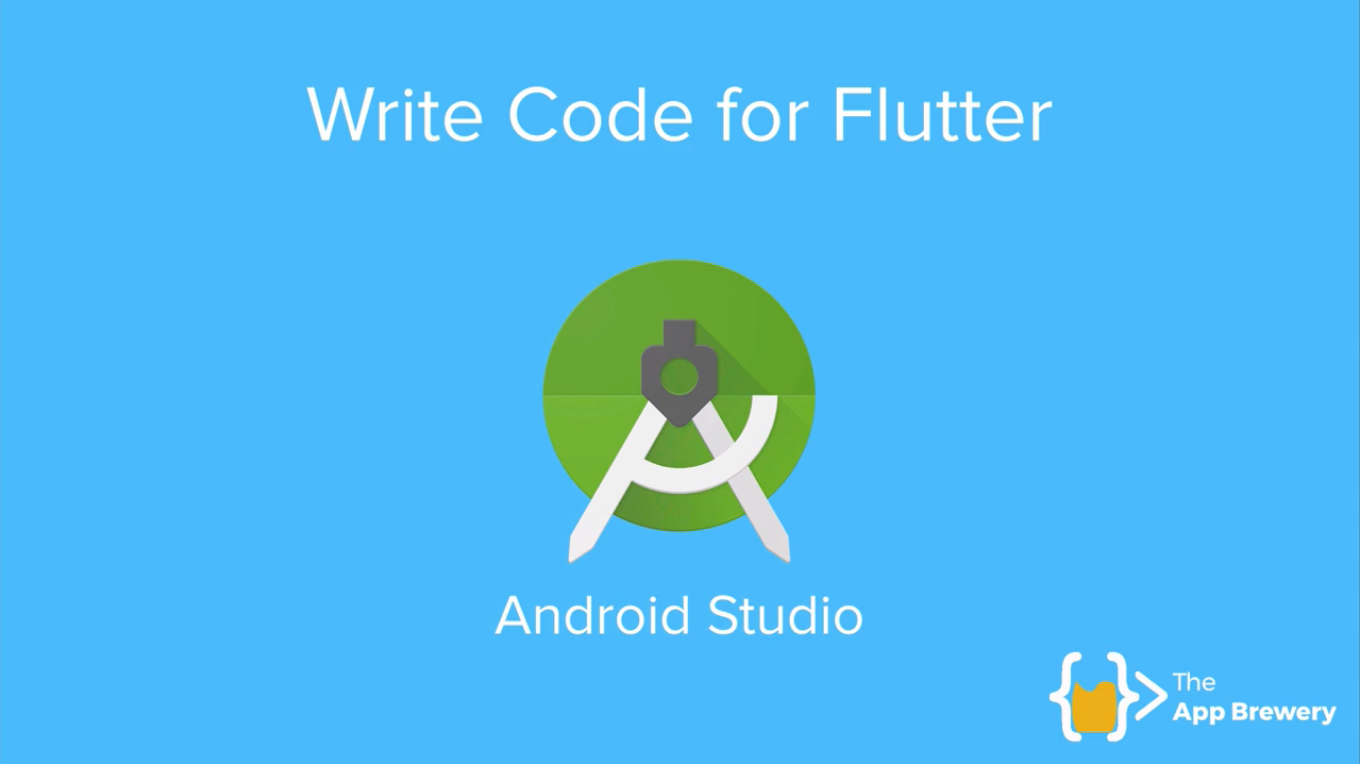 Write Code for Flutter
Android Studio
The
App Brewery